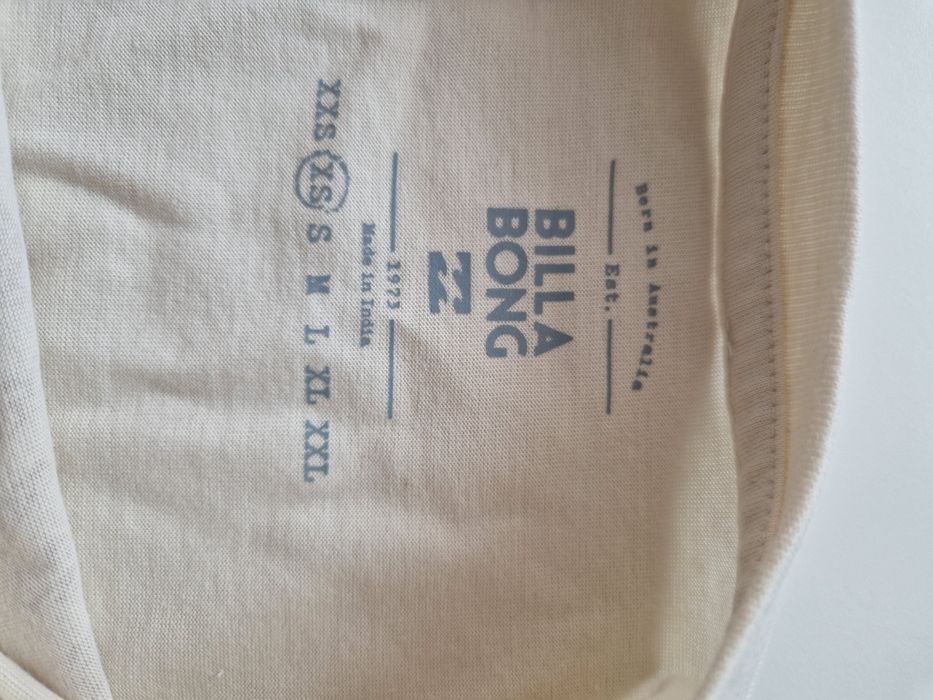 Born in Australia
Est.
BILLA
BONG
1973
Made in India
XXS XS S M L XL XXL